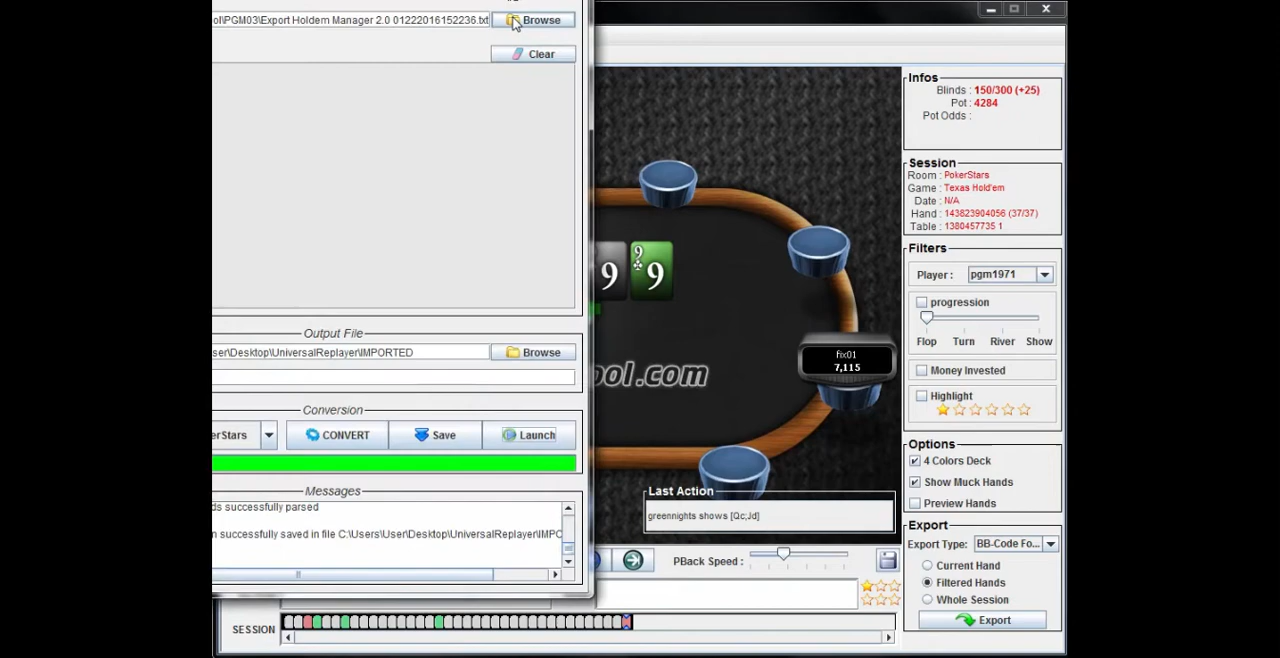 ol\PGM03\Export Holdem Manager 2.0 01222016152236.txt
Browse
Clear
Output File
ser\Desktop\UniversalReplayer\IMPORTED
Browse
Conversion
erStars
CONVERT
Save
Launch
Messages
ds successfully parsed
n successfully saved in file C:\Users\User\Desktop\UniversalReplayer\IMPO
9
9
9
ool.com
fix01
7,115
Last Action
greennights shows [Qc;Jd]
PBack Speed :
SESSION
Infos
Blinds : 150/300 (+25)
Pot : 4284
Pot Odds :
Session
Room : PokerStars
Game : Texas Hold'em
Date : N/A
Hand : 143823904056 (37/37)
Table : 1380457735 1
Filters
Player : pgm1971
progression
Flop Turn River Show
Money Invested
Highlight
Options
4 Colors Deck
Show Muck Hands
Preview Hands
Export
Export Type: BB-Code Fo...
Current Hand
Filtered Hands
Whole Session
Export